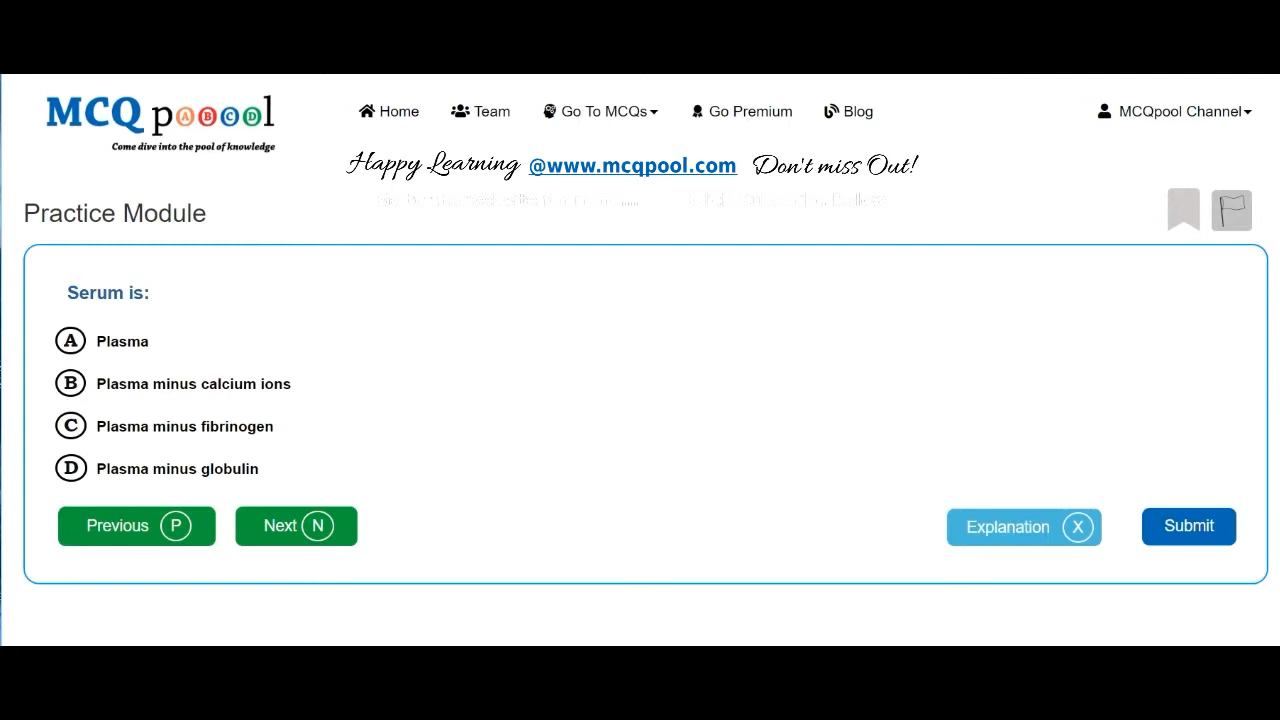 MCQ pooool
Come dive into the pool of knowledge
Home Team Go To MCQs Go Premium Blog MCQpool Channel
Happy Learning @www.mcqpool.com Don't miss Out!
Practice Module
Serum is:
A Plasma
B Plasma minus calcium ions
C Plasma minus fibrinogen
D Plasma minus globulin
Previous P Next N Explanation X Submit